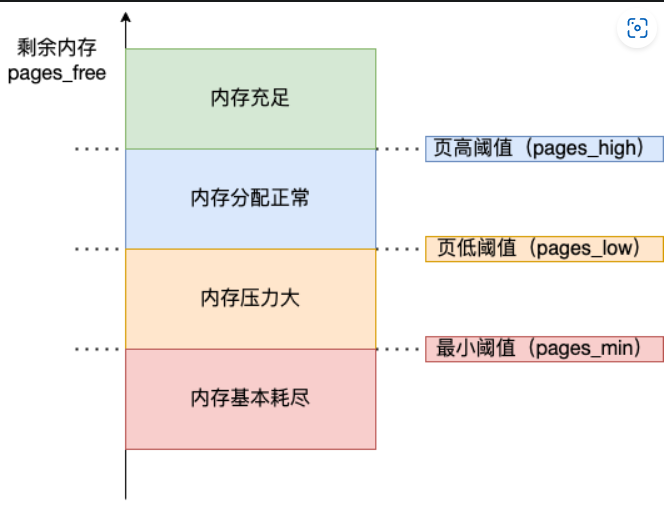 剩余内存
pages_free
内存充足
页高阈值（pages_high）
内存分配正常
页低阈值（pages_low）
内存压力大
最小阈值（pages_min）
内存基本耗尽